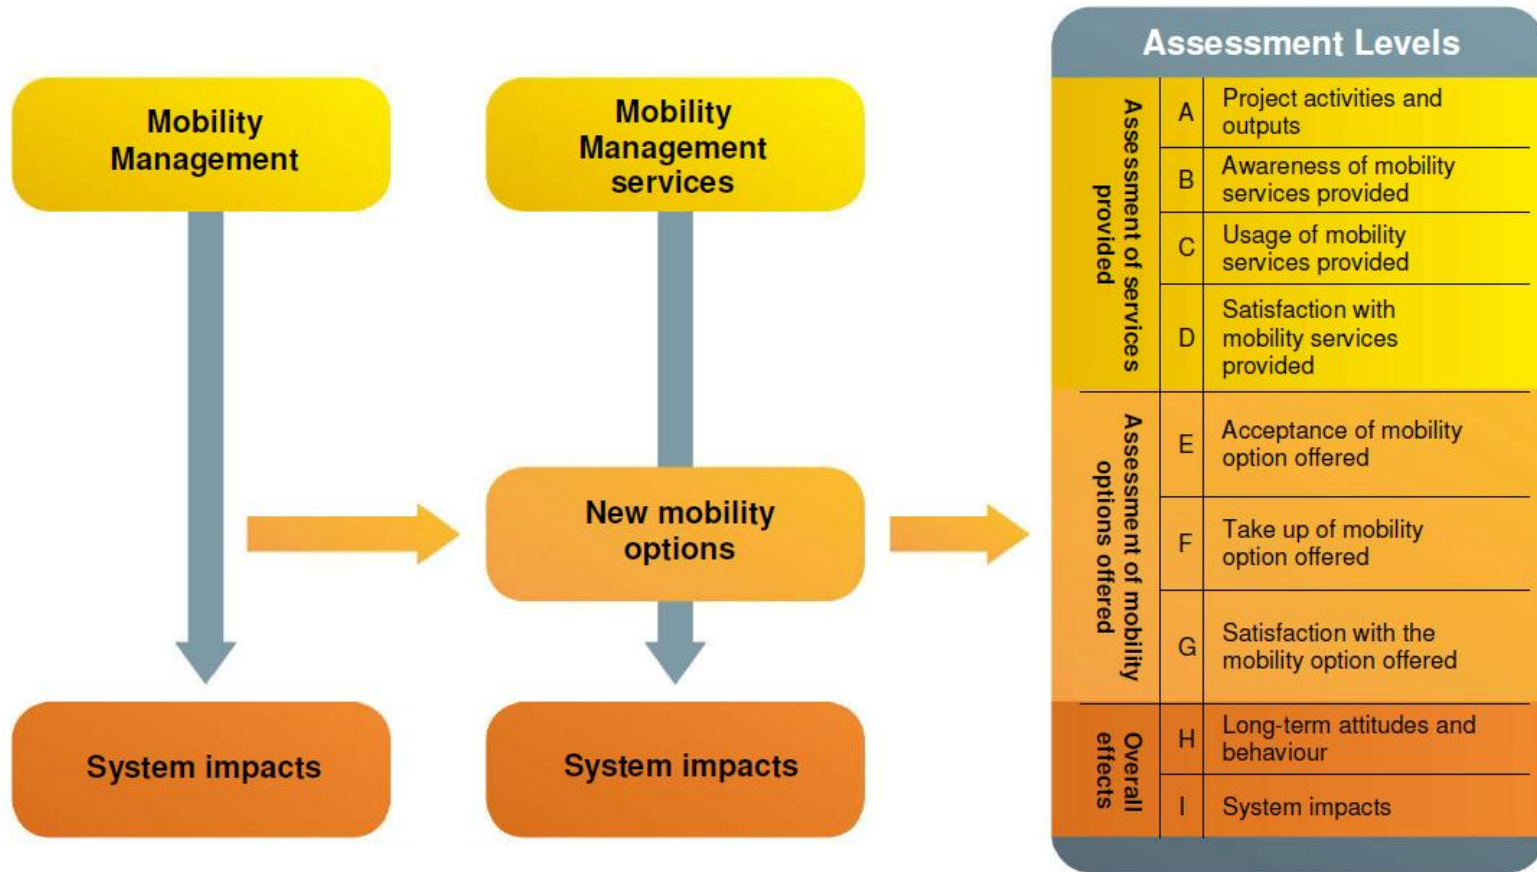 Mobility
Management
System impacts
Mobility
Management
services
New mobility
options
System impacts
Assessment Levels
Assessment of services
provided
A
Project activities and
outputs
B
Awareness of mobility
services provided
C
Usage of mobility
services provided
D
Satisfaction with
mobility services
provided
Assessment of mobility
options offered
E
Acceptance of mobility
option offered
F
Take up of mobility
option offered
G
Satisfaction with the
mobility option offered
Overall
effects
H
Long-term attitudes and
behaviour
I
System impacts